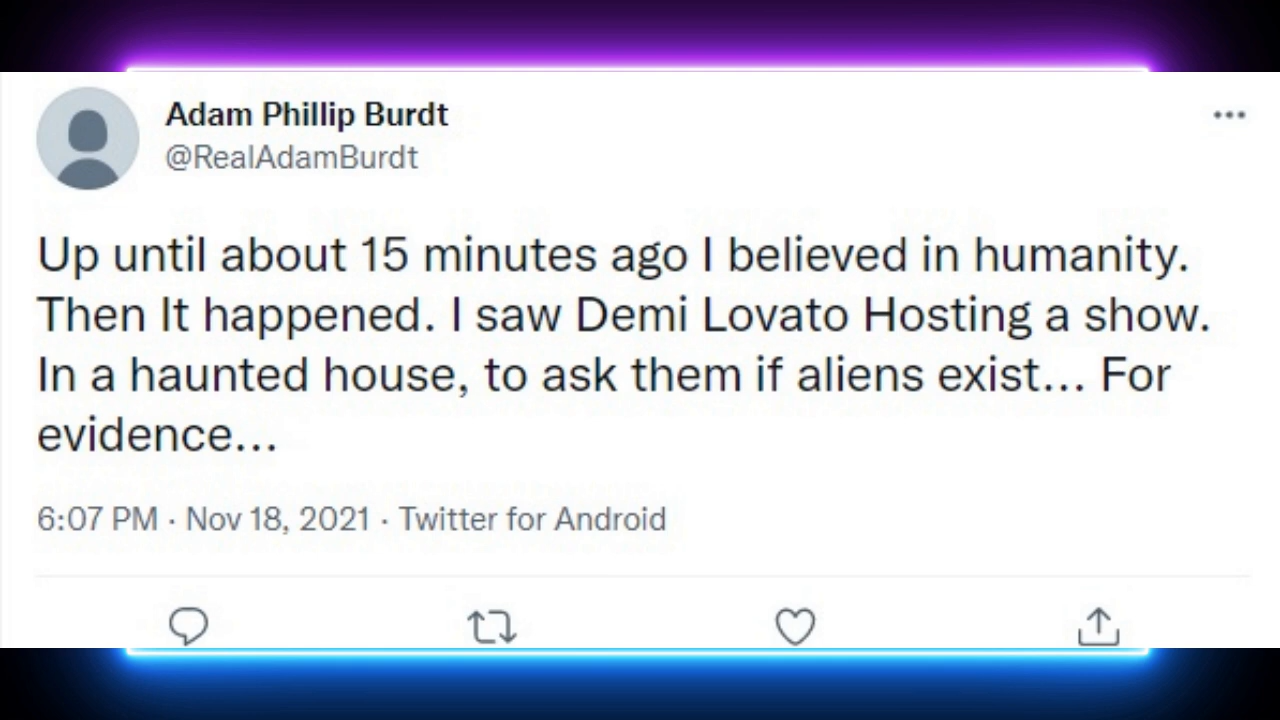 Adam Phillip Burdt
@RealAdamBurdt
Up until about 15 minutes ago I believed in humanity.
Then It happened. I saw Demi Lovato Hosting a show.
In a haunted house, to ask them if aliens exist... For
evidence...
6:07 PM · Nov 18, 2021 · Twitter for Android